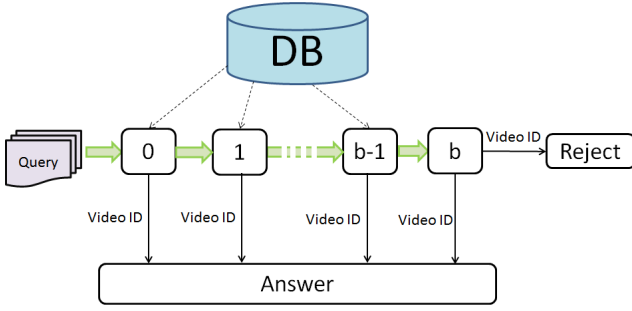 DB
Query
0
1
b-1
b
Video ID
Reject
Video ID
Video ID
Video ID
Video ID
Answer